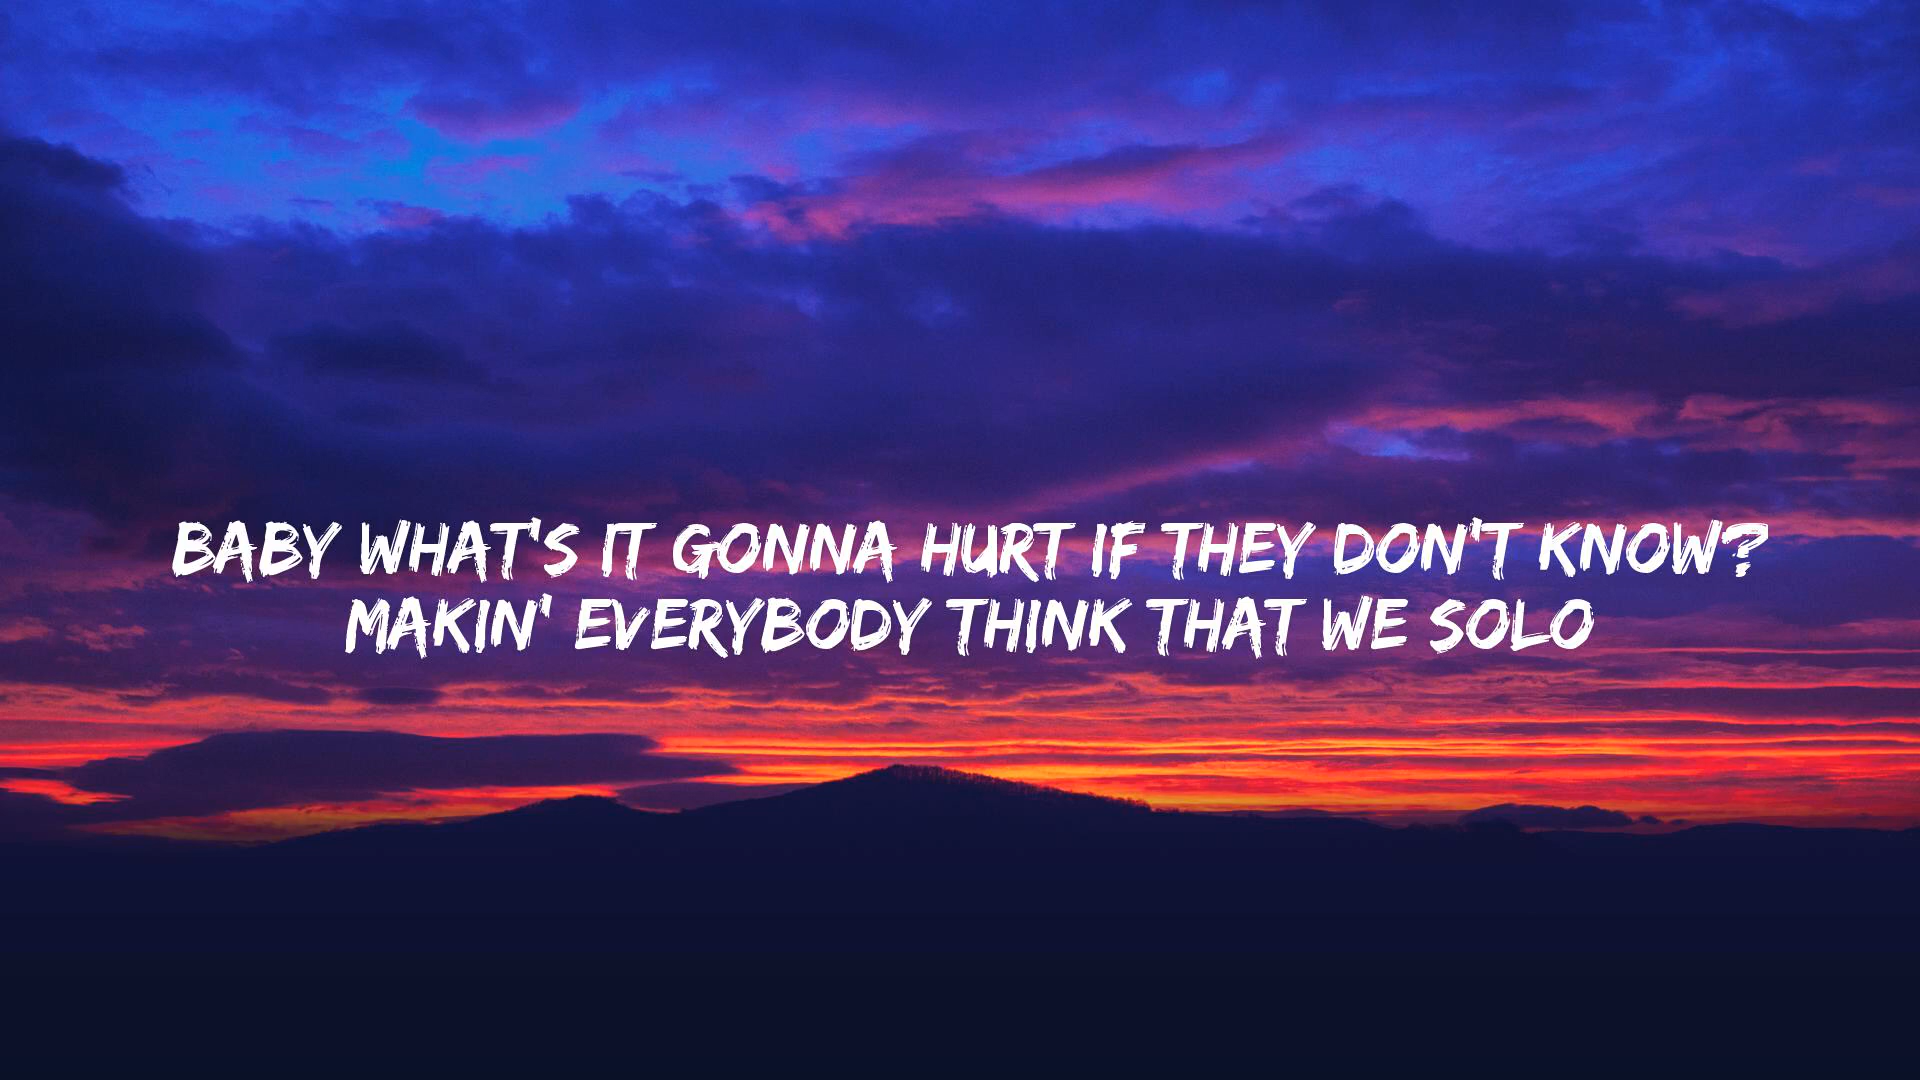 BABY WHAT'S IT GONNA HURT IF THEY DON'T KNOW?
MAKIN' EVERYBODY THINK THAT WE SOLO